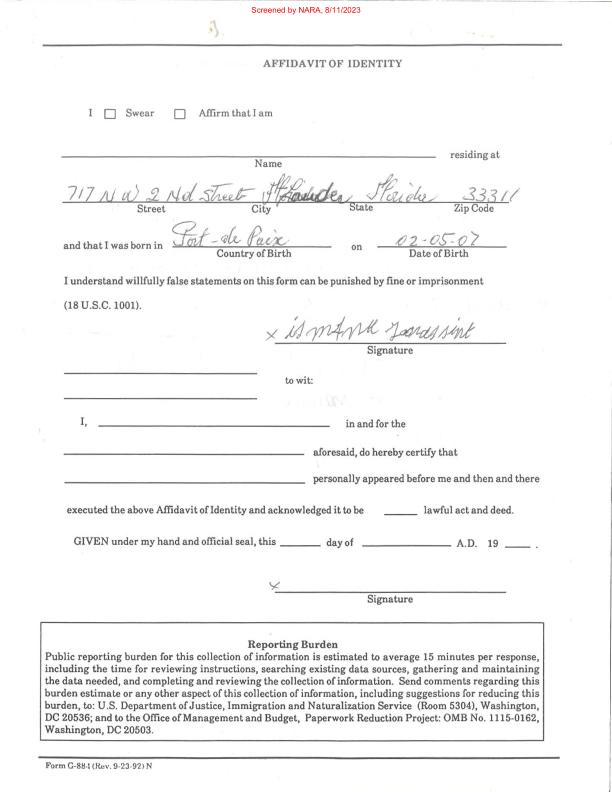 Screened by NARA, 8/11/2023
AFFIDAVIT OF IDENTITY
I ☐ Swear ☐ Affirm that I am
residing at
Name
717 N W 2 Nd Street Ft Lauder Floride 33311
Street City State Zip Code
and that I was born in Port-de Paix on 02-05-07
Country of Birth Date of Birth
I understand willfully false statements on this form can be punished by fine or imprisonment
(18 U.S.C. 1001).
x
Signature
to wit:
I, in and for the
aforesaid, do hereby certify that
personally appeared before me and then and there
executed the above Affidavit of Identity and acknowledged it to be lawful act and deed.
GIVEN under my hand and official seal, this day of A.D. 19 .
x
Signature
Reporting Burden
Public reporting burden for this collection of information is estimated to average 15 minutes per response,
including the time for reviewing instructions, searching existing data sources, gathering and maintaining
the data needed, and completing and reviewing the collection of information. Send comments regarding this
burden estimate or any other aspect of this collection of information, including suggestions for reducing this
burden, to: U.S. Department of Justice, Immigration and Naturalization Service (Room 5304), Washington,
DC 20536; and to the Office of Management and Budget, Paperwork Reduction Project: OMB No. 1115-0162,
Washington, DC 20503.
Form G-884 (Rev. 9-23-92) N